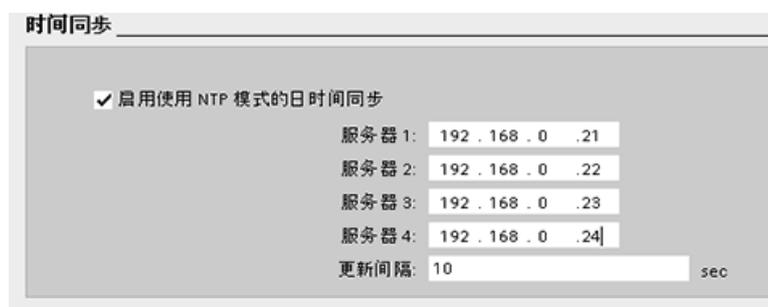 时间同步
启用使用 NTP 模式的日时间同步
服务器 1: 192 . 168 . 0 .21
服务器 2: 192 . 168 . 0 .22
服务器 3: 192 . 168 . 0 .23
服务器 4: 192 . 168 . 0 .24
更新间隔: 10 sec